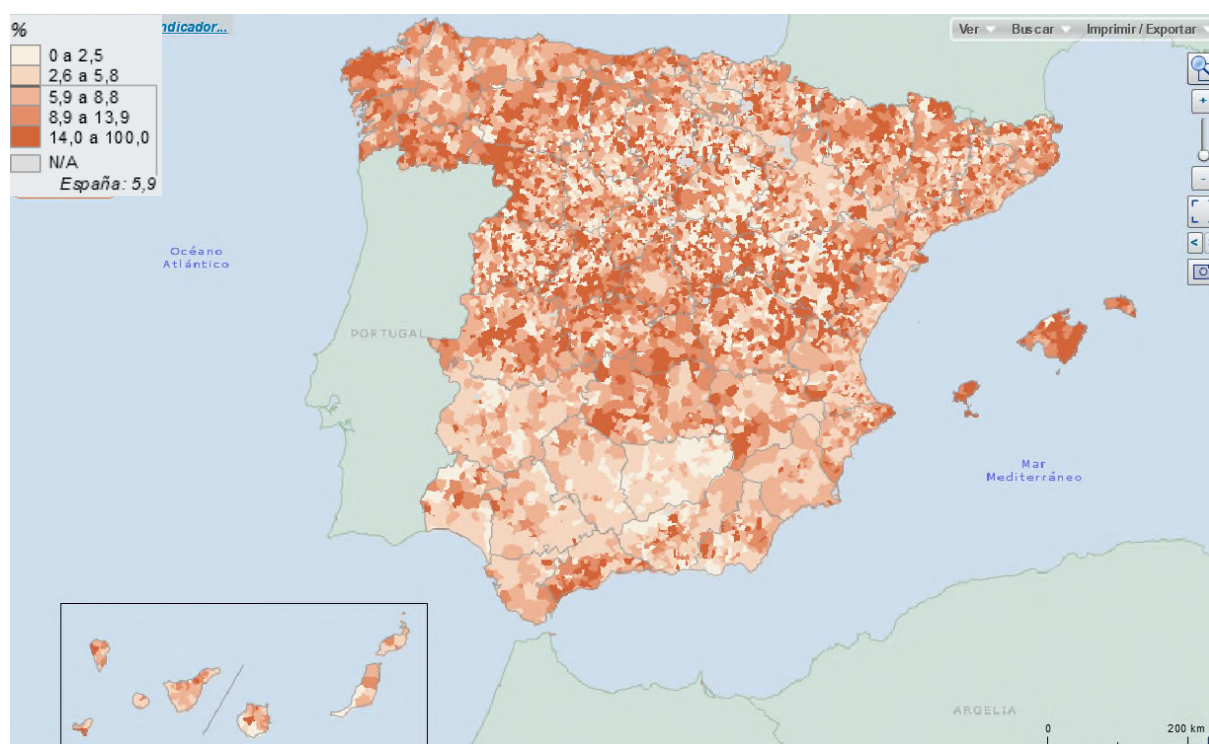 %
ndicador...
0 a 2,5
2,6 a 5,8
5,9 a 8,8
8,9 a 13,9
14,0 a 100,0
N/A
España: 5,9
Ver
Buscar
Imprimir / Exportar
+
-
<
Océano
Atlántico
PORTUGAL
Mar
Mediterráneo
ARGELIA
0
200 km